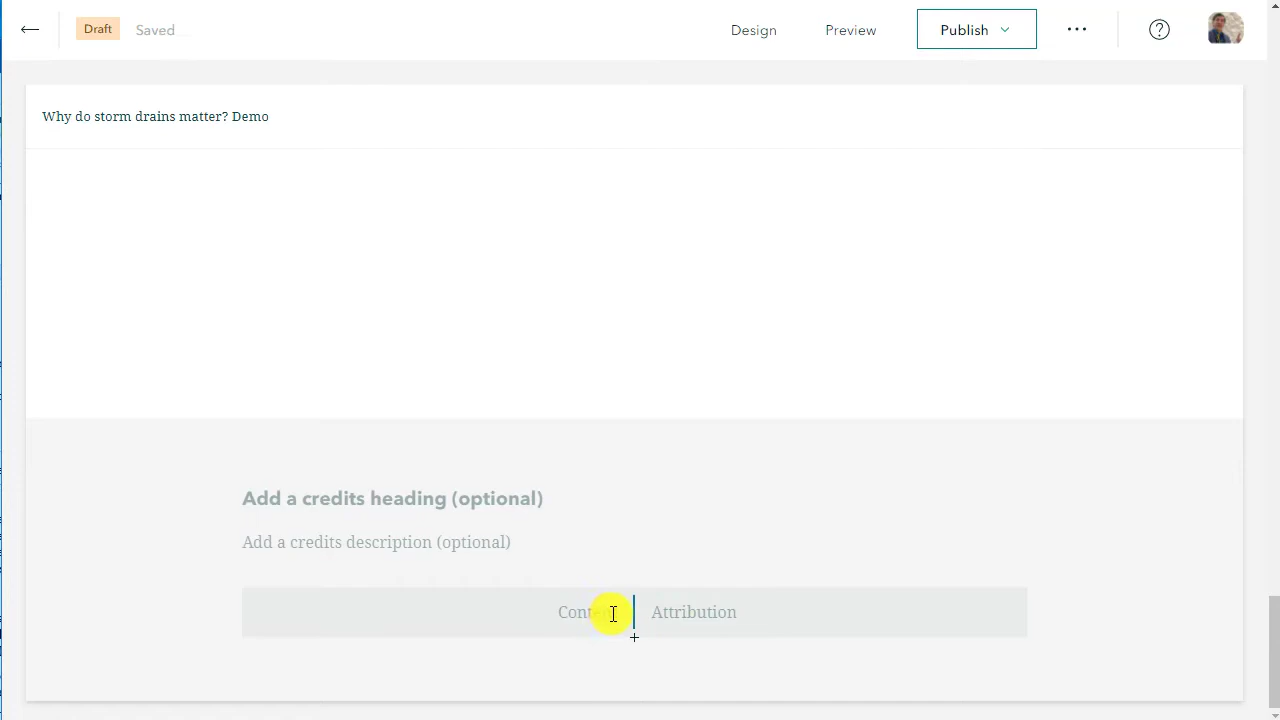 Draft Saved Design Preview Publish
Why do storm drains matter? Demo
Add a credits heading (optional)
Add a credits description (optional)
Content Attribution